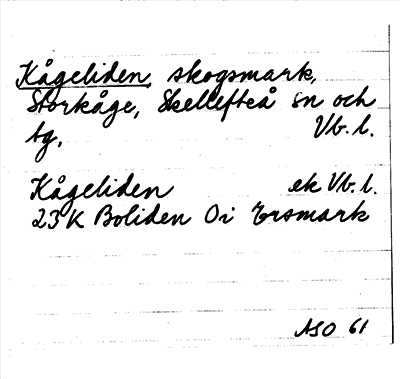 Kågeliden, skogsmark,
Storkåge, Skellefteå sn och
tg. Vb. l.
Kågeliden ek Vb. l.
23 K Boliden Oi Ersmark
ASO 61